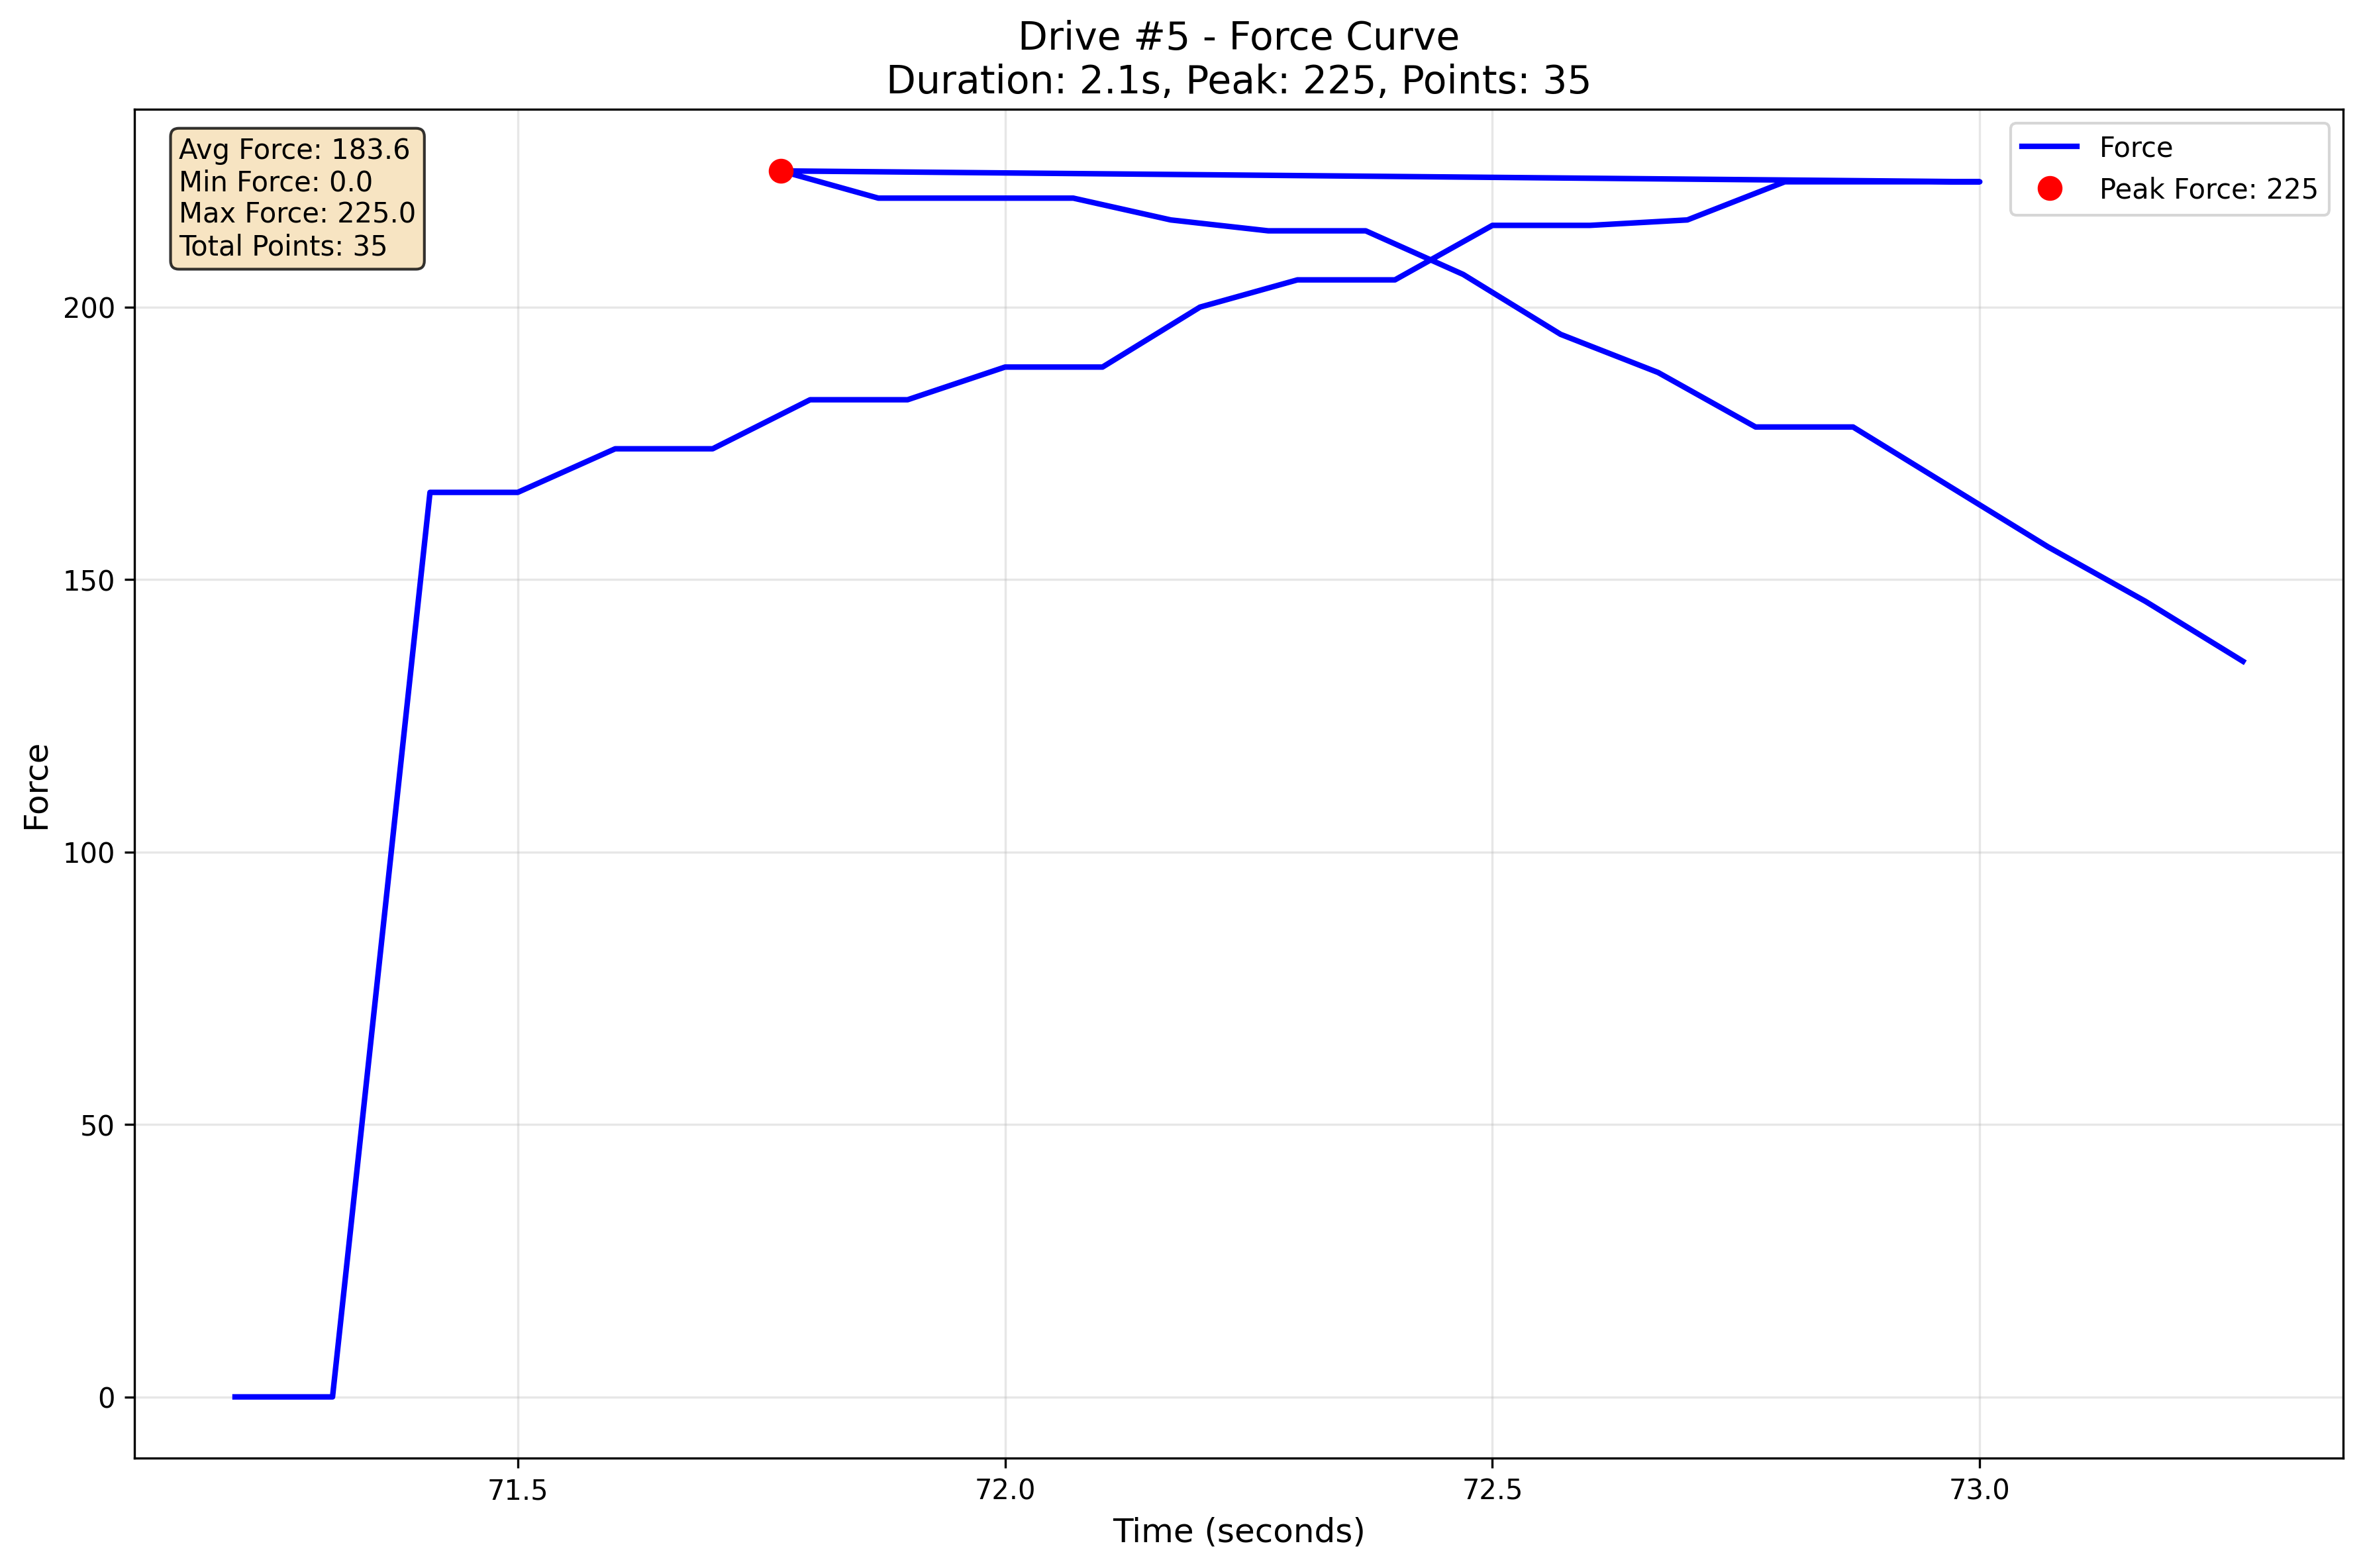 Drive #5 - Force Curve
Duration: 2.1s, Peak: 225, Points: 35
Avg Force: 183.6
Min Force: 0.0
Max Force: 225.0
Total Points: 35
Force
Peak Force: 225
200
150
100
50
0
Force
71.5
72.0
72.5
73.0
Time (seconds)